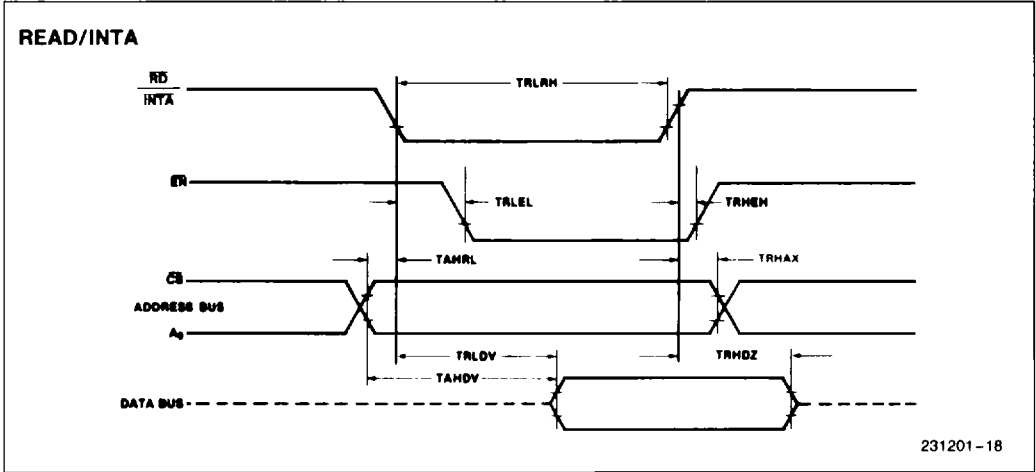 READ/INTA
RD
INTA
TRLRH
EN
TRLEL
TRHEH
TAHRL
TRHAX
CS
ADDRESS BUS
A0
TRLDV
TRHDZ
TAHDV
DATA BUS
231201-18